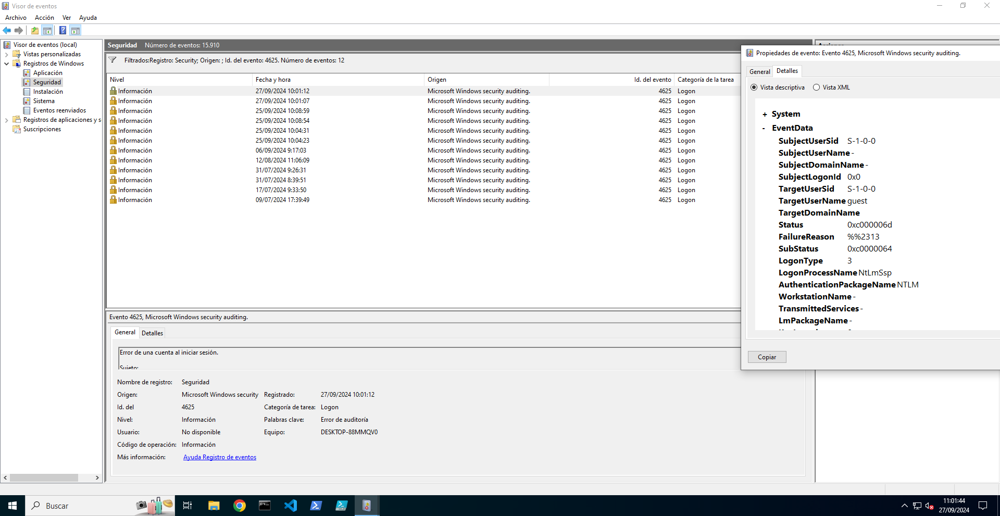 Visor de eventos
Archivo Acción Ver Ayuda
Visor de eventos (local)
Vistas personalizadas
Registros de Windows
Aplicación
Seguridad
Instalación
Sistema
Eventos reenviados
Registros de aplicaciones y s
Suscripciones
Seguridad Número de eventos: 15.910
Filtrados:Registro: Security; Origen: ; Id. del evento: 4625. Número de eventos: 12
Nivel Fecha y hora Origen Id. del evento Categoría de la tarea
Información 27/09/2024 10:01:12 Microsoft Windows security auditing. 4625 Logon
Información 27/09/2024 10:01:07 Microsoft Windows security auditing. 4625 Logon
Información 25/09/2024 10:08:59 Microsoft Windows security auditing. 4625 Logon
Información 25/09/2024 10:08:54 Microsoft Windows security auditing. 4625 Logon
Información 25/09/2024 10:04:31 Microsoft Windows security auditing. 4625 Logon
Información 25/09/2024 10:04:23 Microsoft Windows security auditing. 4625 Logon
Información 06/09/2024 9:17:03 Microsoft Windows security auditing. 4625 Logon
Información 12/08/2024 11:06:09 Microsoft Windows security auditing. 4625 Logon
Información 31/07/2024 9:26:31 Microsoft Windows security auditing. 4625 Logon
Información 31/07/2024 8:39:51 Microsoft Windows security auditing. 4625 Logon
Información 17/07/2024 9:33:50 Microsoft Windows security auditing. 4625 Logon
Información 09/07/2024 17:39:49 Microsoft Windows security auditing. 4625 Logon
Evento 4625, Microsoft Windows security auditing.
General Detalles
Error de una cuenta al iniciar sesión.
Sujeto:
Nombre de registro: Seguridad
Origen: Microsoft Windows security Registrado: 27/09/2024 10:01:12
Id. del 4625 Categoría de tarea: Logon
Nivel: Información Palabras clave: Error de auditoría
Usuario: No disponible Equipo: DESKTOP-88MMQV0
Código de operación: Información
Más información: Ayuda Registro de eventos
Propiedades de evento: Evento 4625, Microsoft Windows security auditing.
General Detalles
Vista descriptiva Vista XML
+ System
- EventData
SubjectUserSid S-1-0-0
SubjectUserName -
SubjectDomainName -
SubjectLogonId 0x0
TargetUserSid S-1-0-0
TargetUserName guest
TargetDomainName
Status 0xc000006d
FailureReason %%2313
SubStatus 0xc0000064
LogonType 3
LogonProcessName NtLmSsp
AuthenticationPackageName NTLM
WorkstationName -
TransmittedServices -
LmPackageName -
Copiar
Buscar
11:01:44
27/09/2024